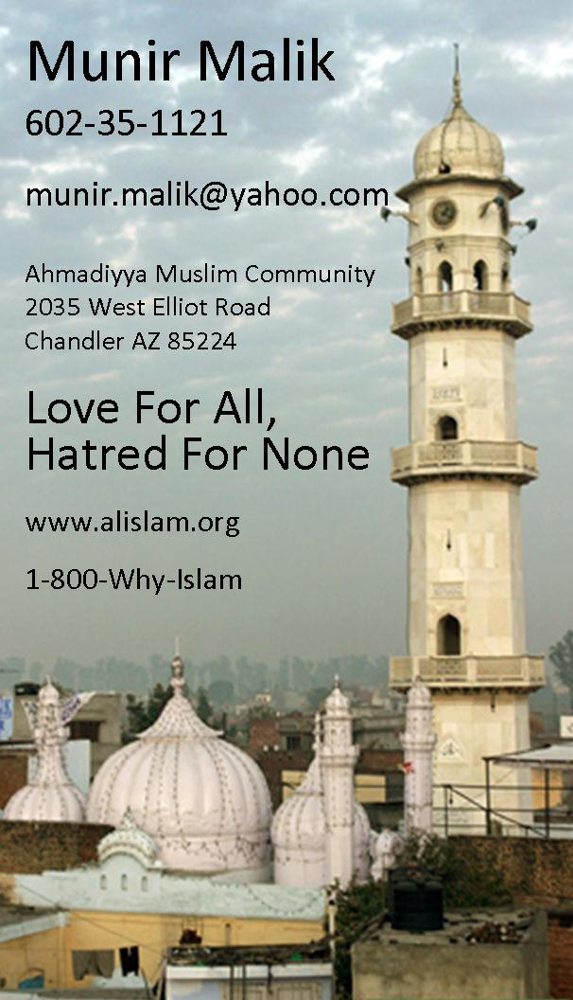 Munir Malik
602-35-1121
munir.malik@yahoo.com
Ahmadiyya Muslim Community
2035 West Elliot Road
Chandler AZ 85224
Love For All,
Hatred For None
www.alislam.org
1-800-Why-Islam